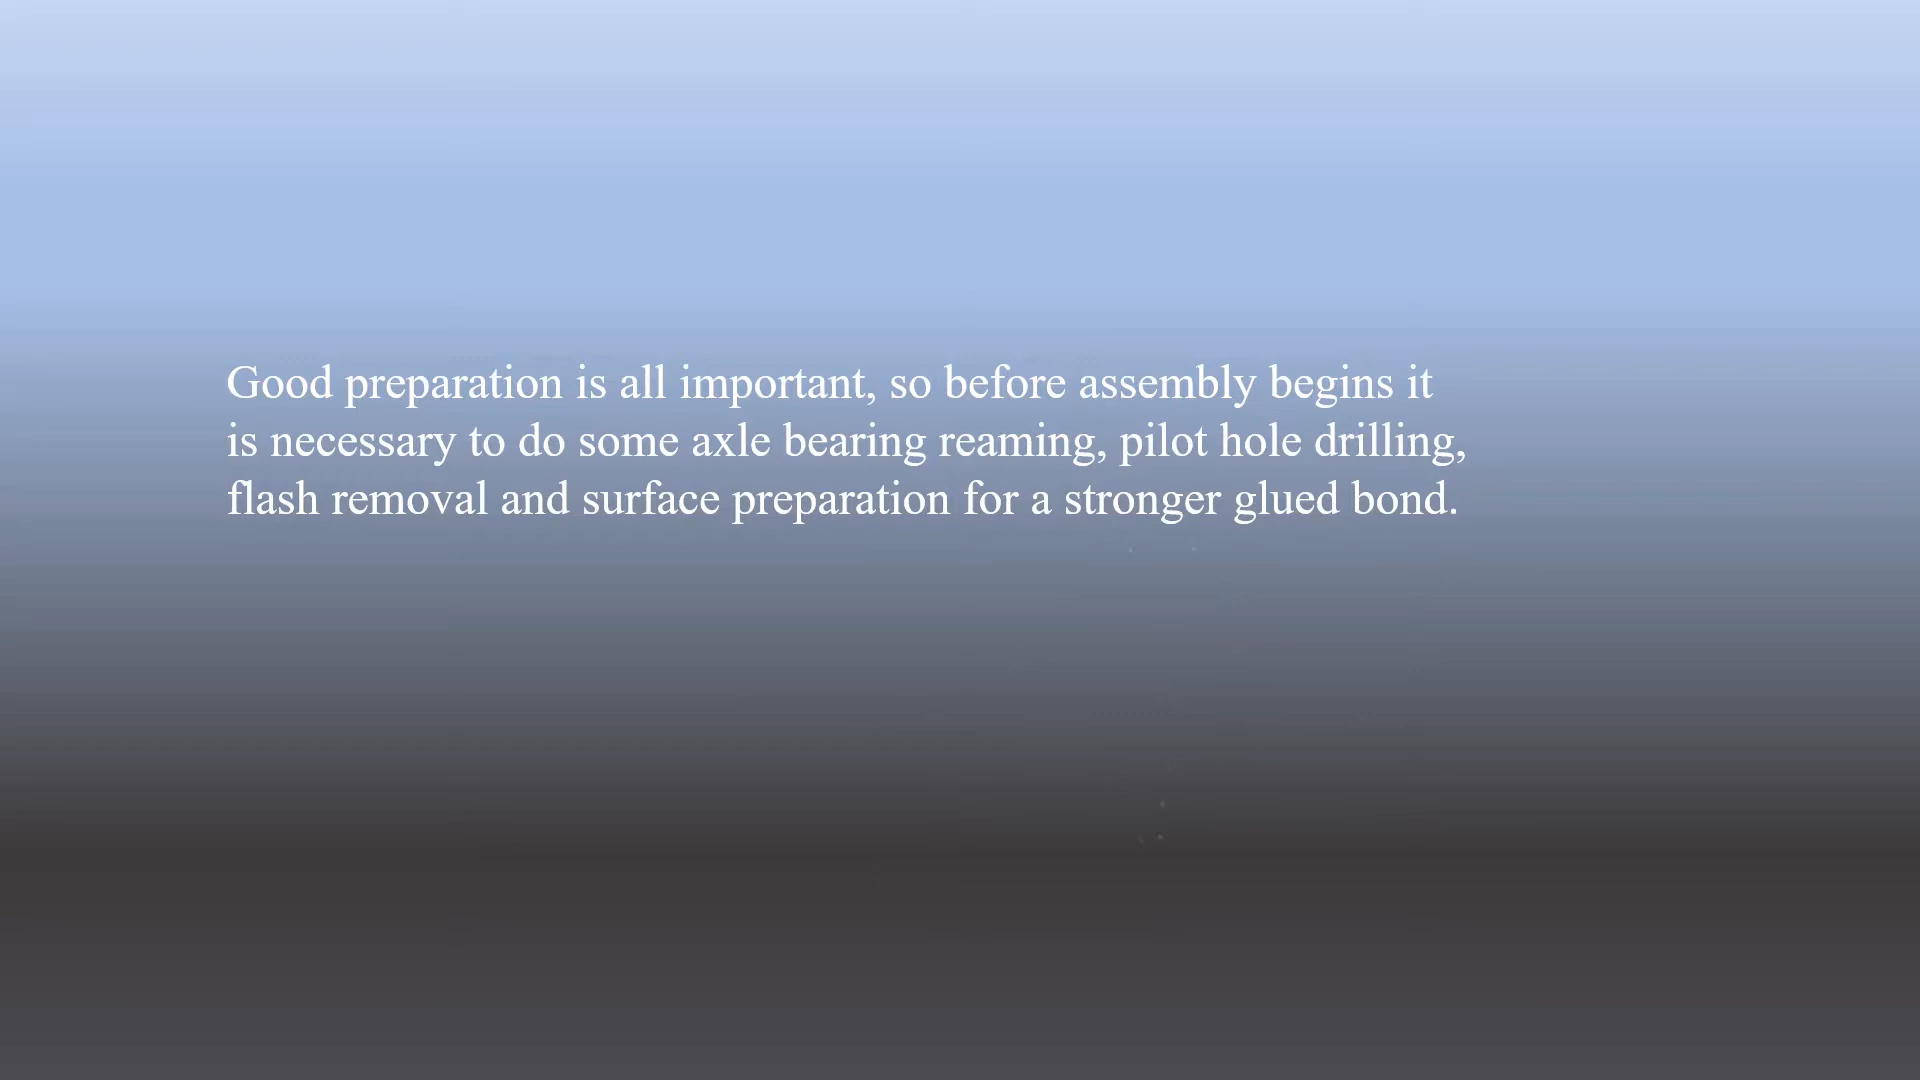 Good preparation is all important, so before assembly begins it
is necessary to do some axle bearing reaming, pilot hole drilling,
flash removal and surface preparation for a stronger glued bond.